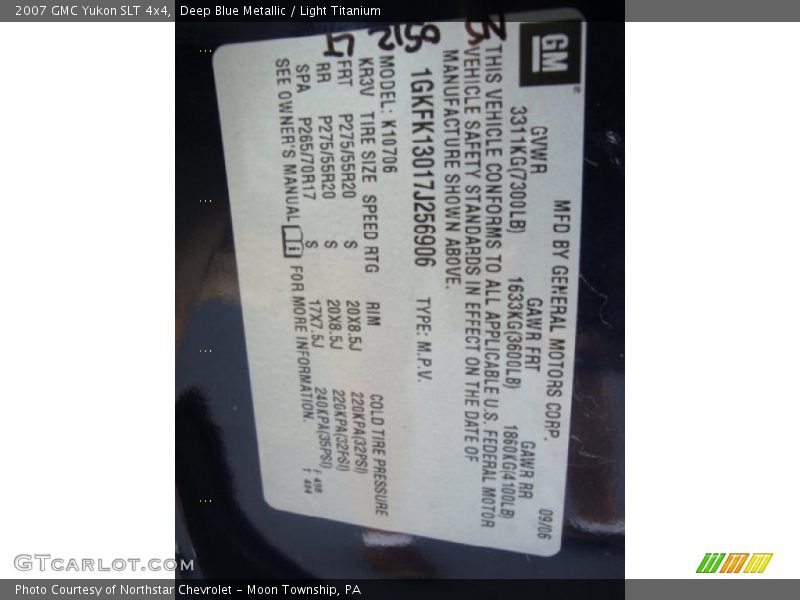 2007 GMC Yukon SLT 4x4, Deep Blue Metallic / Light Titanium
GM
MFD BY GENERAL MOTORS CORP. 09/06
GVWR GAWR FRT GAWR RR
3311KG(7300LB) 1633KG(3600LB) 1860KG(4100LB)
THIS VEHICLE CONFORMS TO ALL APPLICABLE U.S. FEDERAL MOTOR
VEHICLE SAFETY STANDARDS IN EFFECT ON THE DATE OF
MANUFACTURE SHOWN ABOVE.
1GKFK13017J256906 TYPE: M.P.V.
MODEL: K10706
KR3V TIRE SIZE SPEED RTG RIM COLD TIRE PRESSURE
FRT P275/55R20 S 20X8.5J 220KPA(32PSI)
RR P275/55R20 S 20X8.5J 220KPA(32PSI)
SPA P265/70R17 S 17X7.5J 240KPA(35PSI)
SEE OWNER'S MANUAL FOR MORE INFORMATION.
GTCarLot.com
Photo Courtesy of Northstar Chevrolet - Moon Township, PA